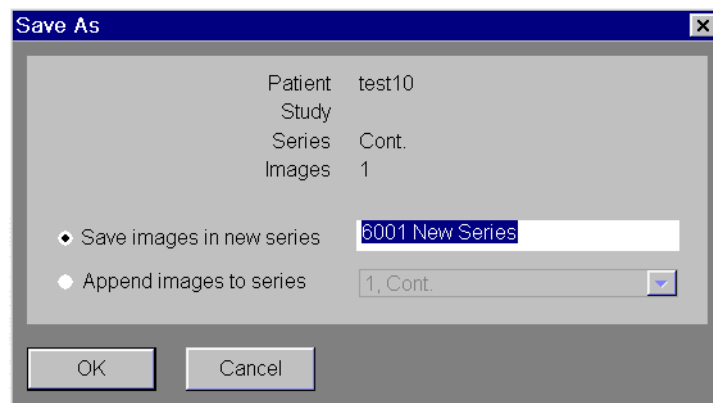 Save As
Patient test10
Study
Series Cont.
Images 1
Save images in new series 6001 New Series
Append images to series 1, Cont.
OK Cancel